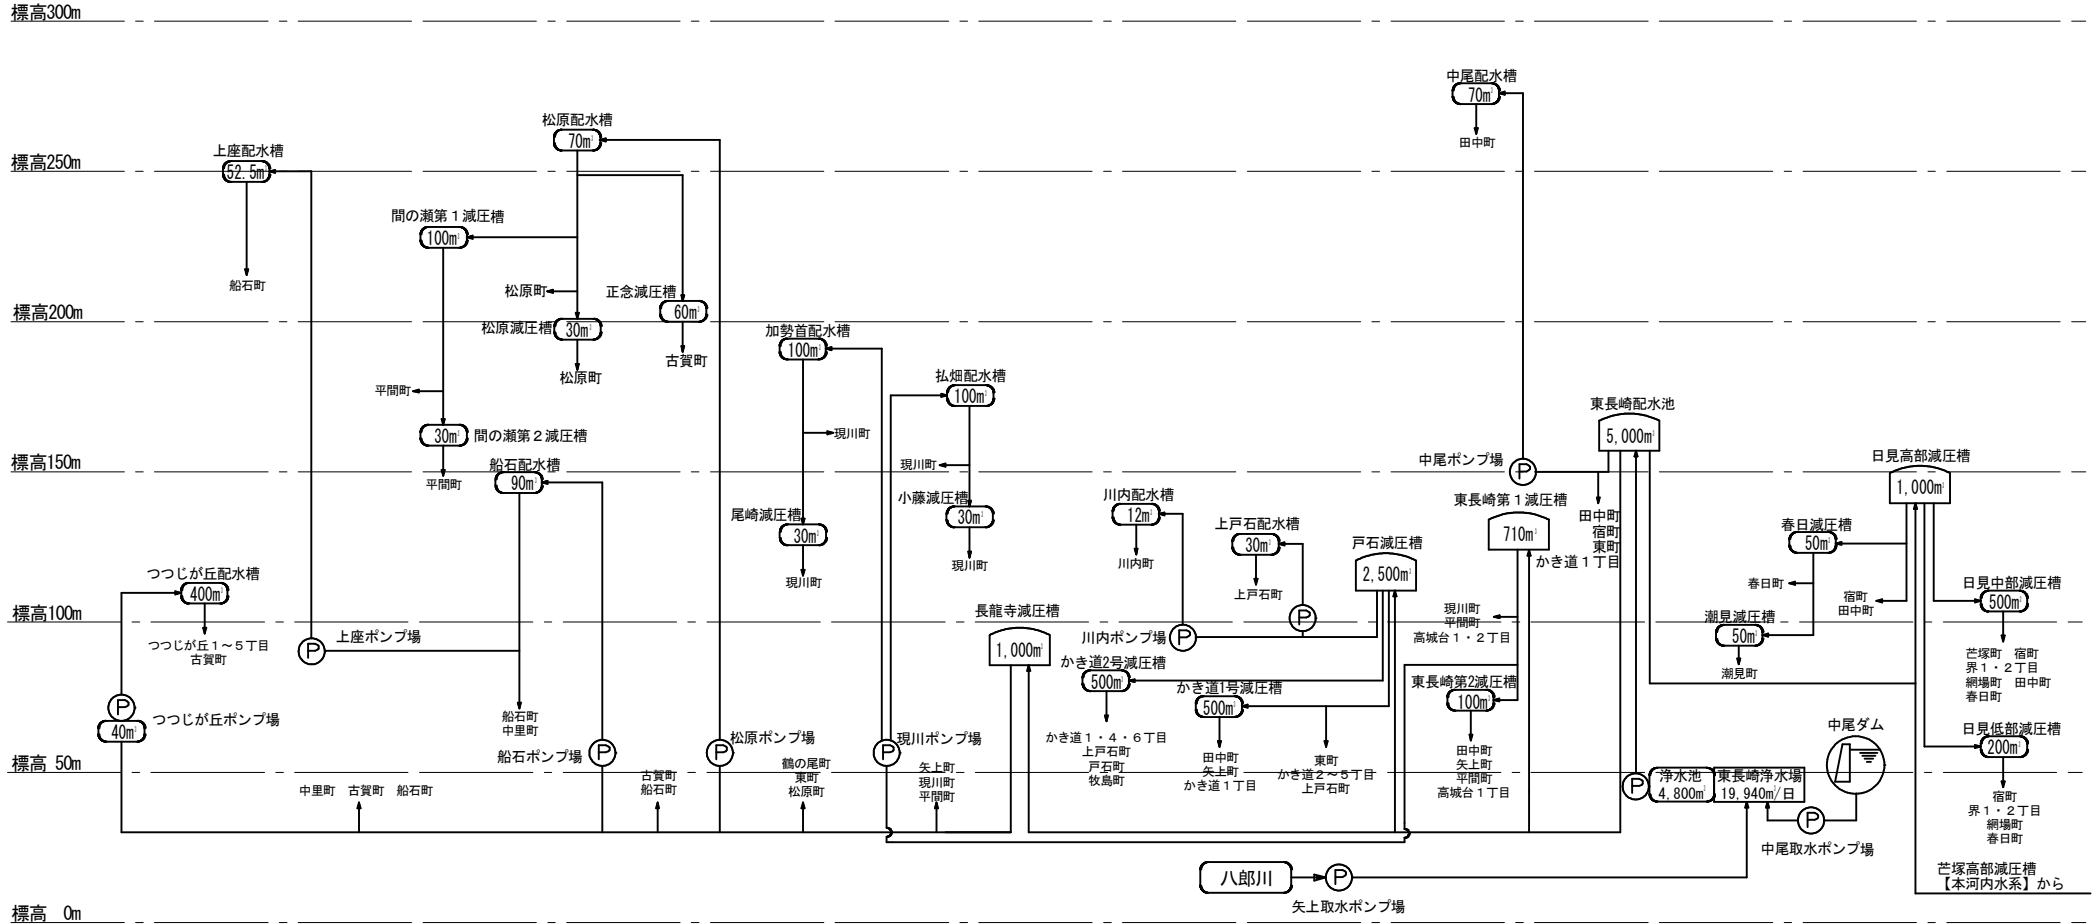 標高300m
中尾配水槽
70㎥
田中町
松原配水槽
70㎥
上座配水槽
標高250m
52.5㎥
船石町
間の瀬第１減圧槽
100㎥
松原町
正念減圧槽
60㎥
古賀町
標高200m
松原減圧槽
30㎥
松原町
平間町
30㎥
間の瀬第２減圧槽
平間町
加勢首配水槽
100㎥
現川町
尾崎減圧槽
30㎥
現川町
払畑配水槽
100㎥
現川町
小藤減圧槽
30㎥
現川町
東長崎配水池
5,000㎥
標高150m
船石配水槽
90㎥
船石町
中里町
川内配水槽
12㎥
川内町
上戸石配水槽
30㎥
上戸石町
戸石減圧槽
2,500㎥
中尾ポンプ場
P
東長崎第１減圧槽
710㎥
田中町
宿町
東町
かき道１丁目
日見高部減圧槽
1,000㎥
春日減圧槽
50㎥
春日町
宿町
田中町
日見中部減圧槽
500㎥
芒塚町　宿町
界１・２丁目
網場町　田中町
春日町
潮見減圧槽
50㎥
潮見町
つつじが丘配水槽
400㎥
つつじが丘１～５丁目
古賀町
標高100m
P
上座ポンプ場
長龍寺減圧槽
1,000㎥
川内ポンプ場
P
P
現川町
平間町
高城台１・２丁目
かき道2号減圧槽
500㎥
かき道１・４・６丁目
上戸石町
戸石町
牧島町
かき道1号減圧槽
500㎥
田中町
矢上町
かき道１丁目
東町
かき道２～５丁目
上戸石町
東長崎第2減圧槽
100㎥
田中町
矢上町
平間町
高城台１丁目
P
つつじが丘ポンプ場
40㎥
船石ポンプ場
P
P
松原ポンプ場
P
現川ポンプ場
標高 50m
中里町　古賀町　船石町
古賀町
船石町
鶴の尾町
東町
松原町
矢上町
現川町
平間町
P
浄水池
4,800㎥
東長崎浄水場
19,940㎥/日
中尾ダム
P
中尾取水ポンプ場
日見低部減圧槽
200㎥
宿町
界１・２丁目
網場町
春日町
八郎川
P
矢上取水ポンプ場
芒塚高部減圧槽
【本河内水系】から
標高　0m